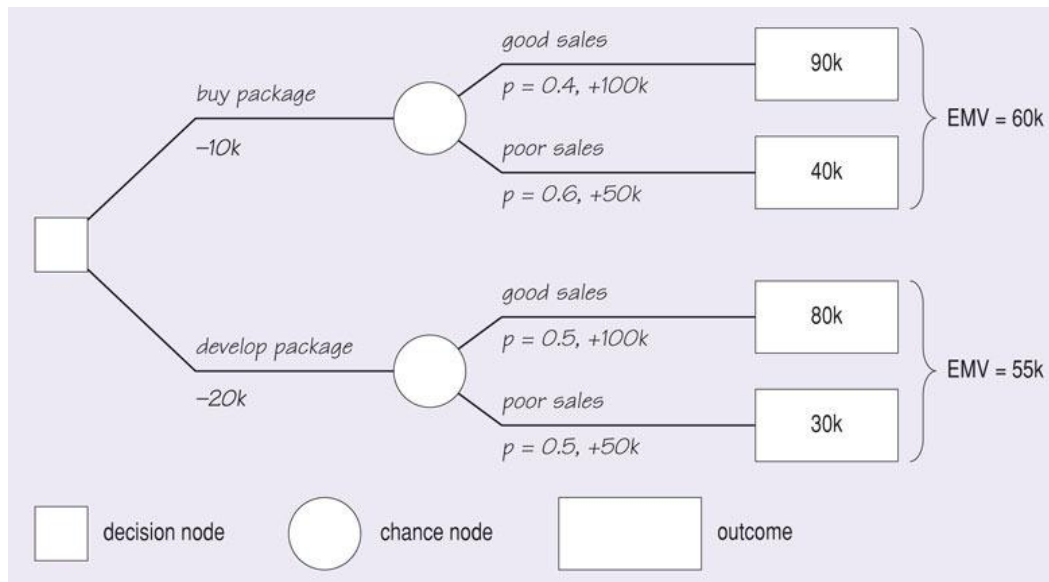 good sales
p = 0.4, +100k
90k
buy package
–10k
EMV = 60k
poor sales
p = 0.6, +50k
40k
good sales
p = 0.5, +100k
80k
develop package
–20k
EMV = 55k
poor sales
p = 0.5, +50k
30k
decision node
chance node
outcome